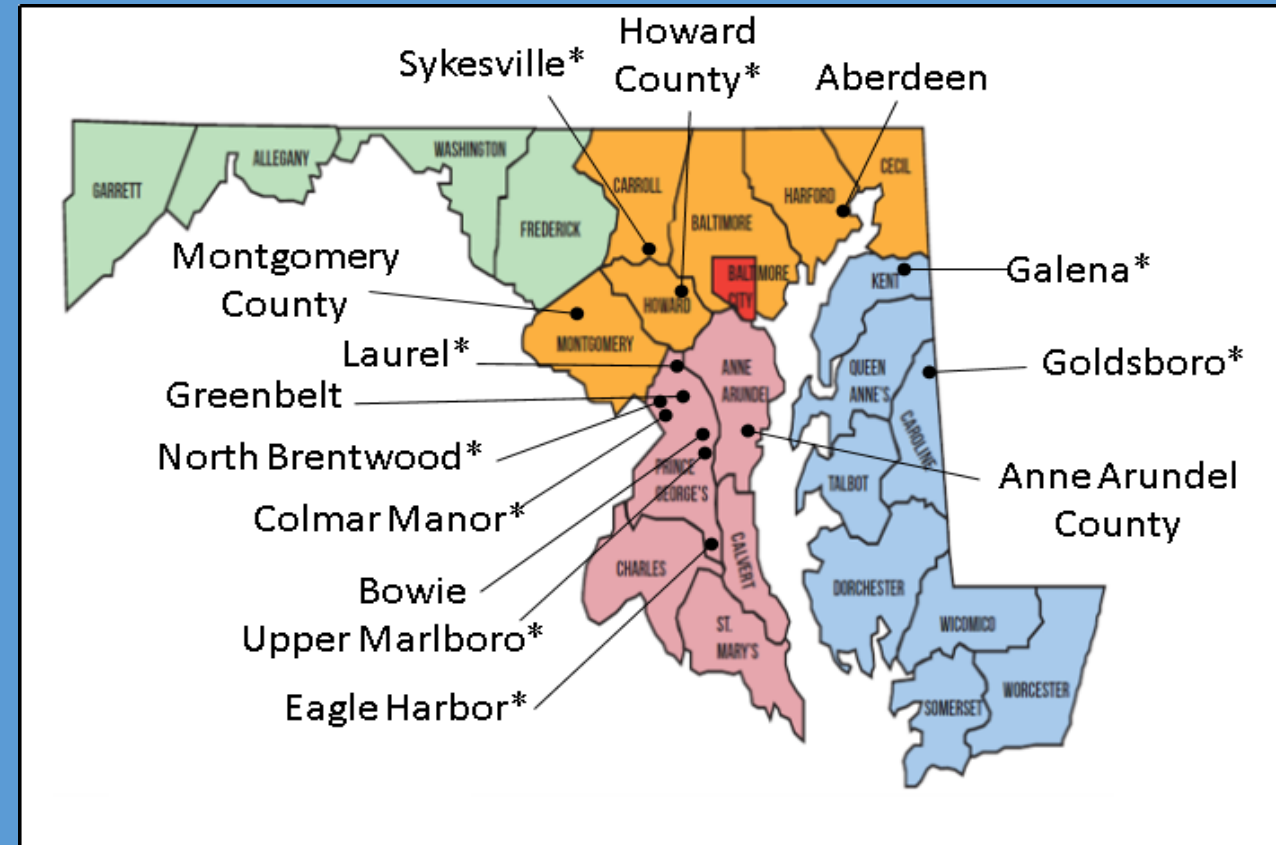 Howard
County*
Sykesville*
Aberdeen
WASHINGTON
ALLEGANY
CECIL
GARRETT
CARROLL
HARFORD
BALTIMORE
FREDERICK
Montgomery
County
BALTIMORE
CITY
KENT
Galena*
HOWARD
MONTGOMERY
Laurel*
Goldsboro*
ANNE
ARUNDEL
QUEEN
ANNE'S
Greenbelt
CAROLINE
North Brentwood*
PRINCE
GEORGE'S
TALBOT
Anne Arundel
County
Colmar Manor*
CHARLES
CALVERT
Bowie
DORCHESTER
Upper Marlboro*
ST.
MARY'S
WICOMICO
Eagle Harbor*
SOMERSET
WORCESTER